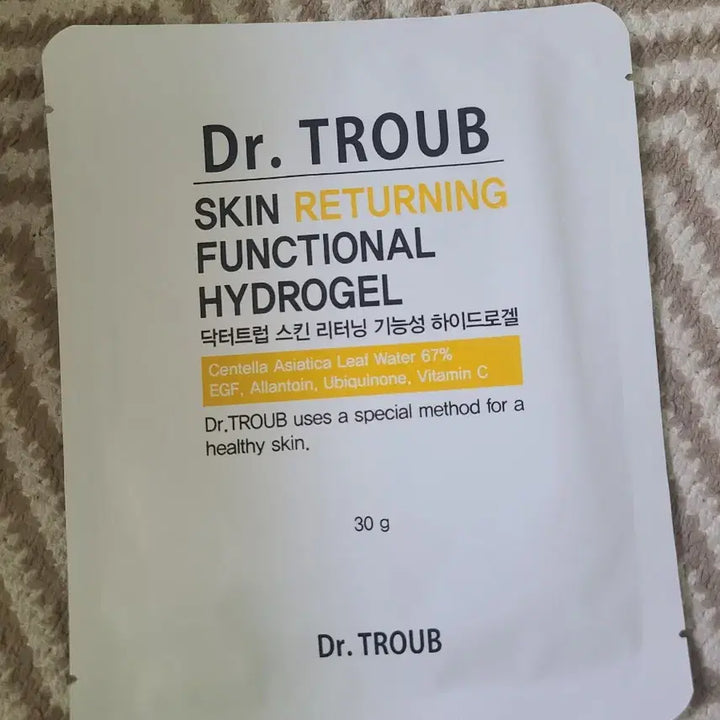 Dr. TROUB
SKIN RETURNING
FUNCTIONAL
HYDROGEL
닥터트럽 스킨 리터닝 기능성 하이드로겔
Centella Asiatica Leaf Water 67%
EGF, Allantoin, Ubiquinone, Vitamin C
Dr.TROUB uses a special method for a
healthy skin.
30 g
Dr. TROUB